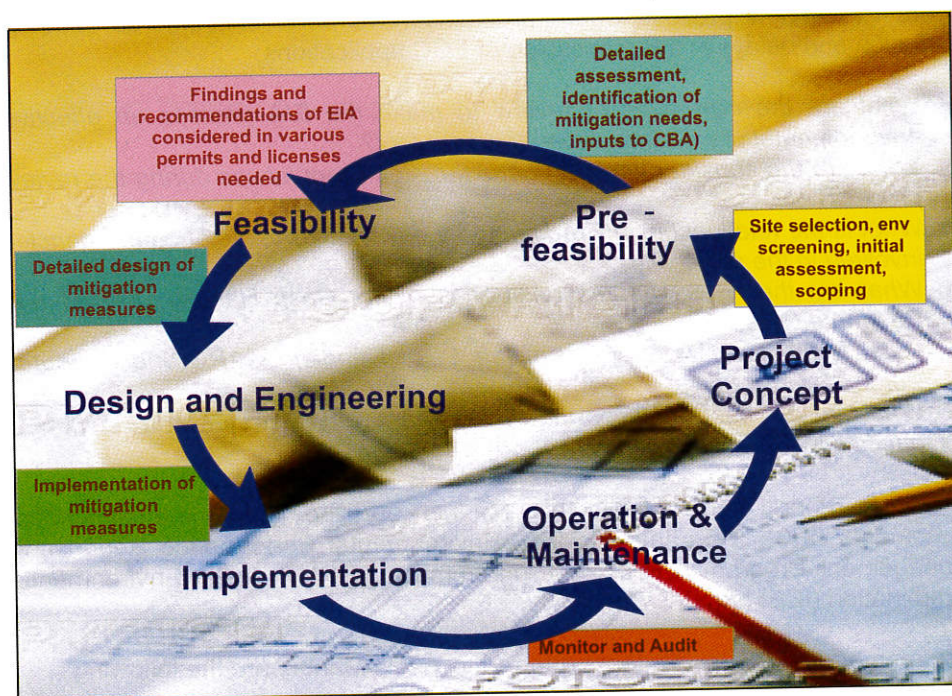 Detailed
assessment,
identification of
mitigation needs,
inputs to CBA)
Findings and
recommendations of EIA
considered in various
permits and licenses
needed
Feasibility
Pre -
feasibility
Site selection, env
screening, initial
assessment,
scoping
Detailed design of
mitigation
measures
Project
Concept
Design and Engineering
Implementation of
mitigation
measures
Operation &
Maintenance
Implementation
Monitor and Audit
FOTOSEARCH